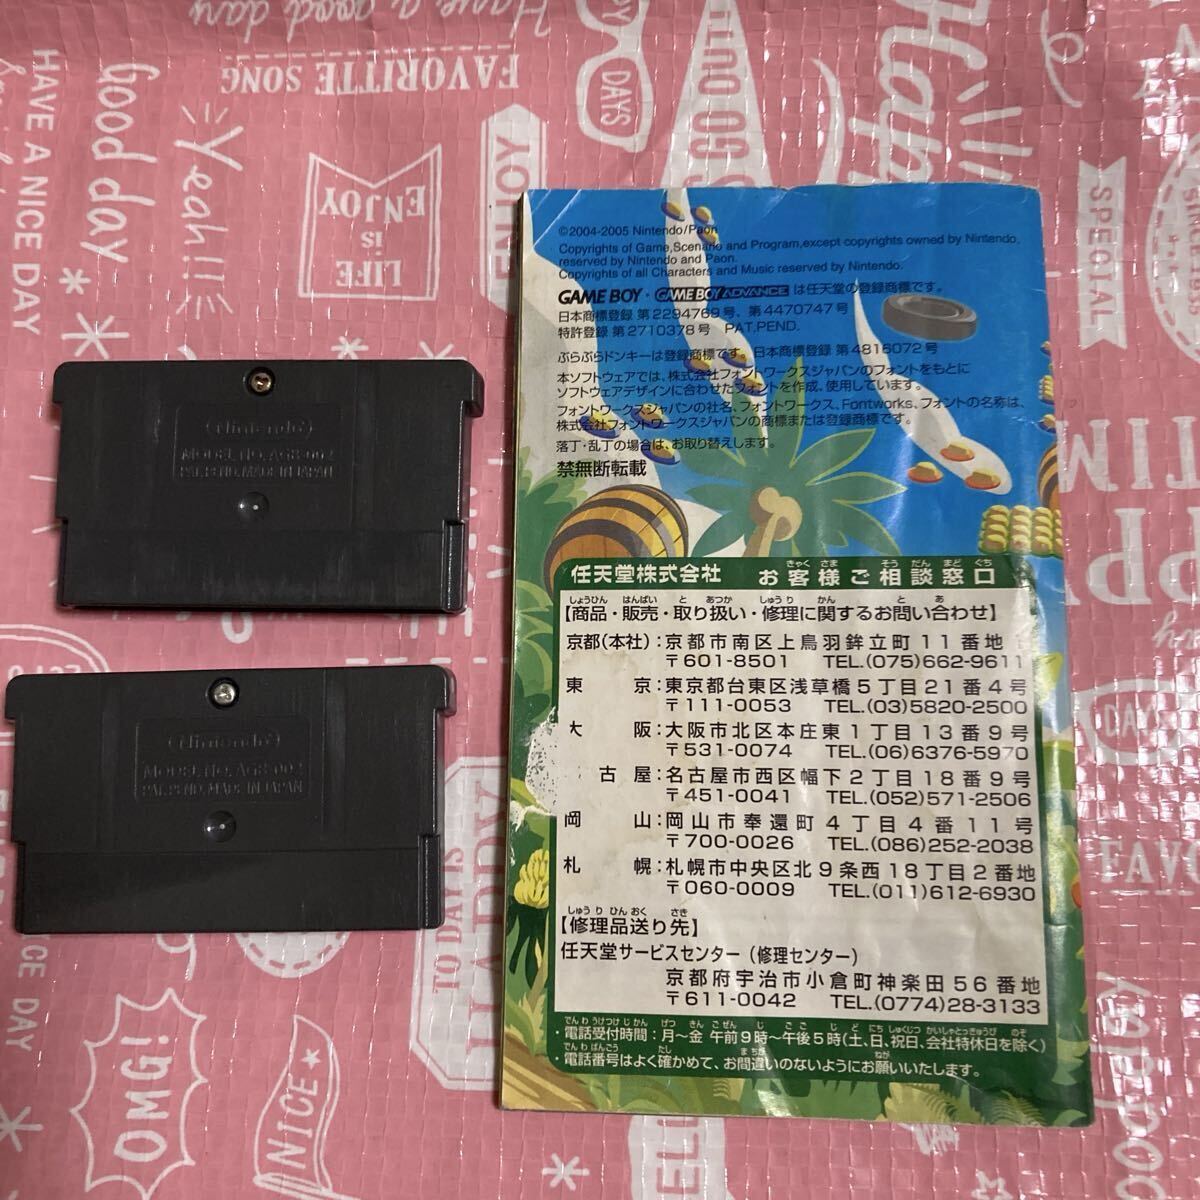 Have a good day
FAVORITTE SONG
HAVE A NICE DAY
good day
Yeah!!!
LIFE
IS
ENJOY
ENJOY
DAYS
GO OUT
SPECIAL
Nintendo
MODEL NO. AGB-002
PAT. PEND. MADE IN JAPAN
Nintendo
MODEL NO. AGB-002
PAT. PEND. MADE IN JAPAN
©2004-2005 Nintendo/Paon
Copyrights of Game,Scenario and Program,except copyrights owned by Nintendo,
reserved by Nintendo and Paon.
Copyrights of all Characters and Music reserved by Nintendo.
GAME BOY・GAME BOY ADVANCE は任天堂の登録商標です。
日本商標登録 第2294769号、第4470747号
特許登録 第2710378号 PAT.PEND.
ぶらぶらドンキーは登録商標です。日本商標登録 第4816072号
本ソフトウェアでは、株式会社フォントワークスジャパンのフォントをもとに
ソフトウェアデザインに合わせたフォントを作成、使用しています。
フォントワークスジャパンの社名、フォントワークス、Fontworks、フォントの名称は、
株式会社フォントワークスジャパンの商標または登録商標です。
落丁・乱丁の場合は、お取り替えします。
禁無断転載
任天堂株式会社 お客様ご相談窓口
【商品・販売・取り扱い・修理に関するお問い合わせ】
京都(本社):京都市南区上鳥羽鉾立町11番地
〒601-8501 TEL.(075)662-9611
東京:東京都台東区浅草橋5丁目21番4号
〒111-0053 TEL.(03)5820-2500
大阪:大阪市北区本庄東1丁目13番9号
〒531-0074 TEL.(06)6376-5970
古屋:名古屋市西区幅下2丁目18番9号
〒451-0041 TEL.(052)571-2506
岡山:岡山市奉還町4丁目4番11号
〒700-0026 TEL.(086)252-2038
札幌:札幌市中央区北9条西18丁目2番地
〒060-0009 TEL.(011)612-6930
【修理品送り先】
任天堂サービスセンター(修理センター)
京都府宇治市小倉町神楽田56番地
〒611-0042 TEL.(0774)28-3133
・電話受付時間:月〜金 午前9時〜午後5時(土、日、祝日、会社特休日を除く)
・電話番号はよく確かめて、お間違いのないようにお願いいたします。
TO DAYS
DAYS
OMG!
NICE